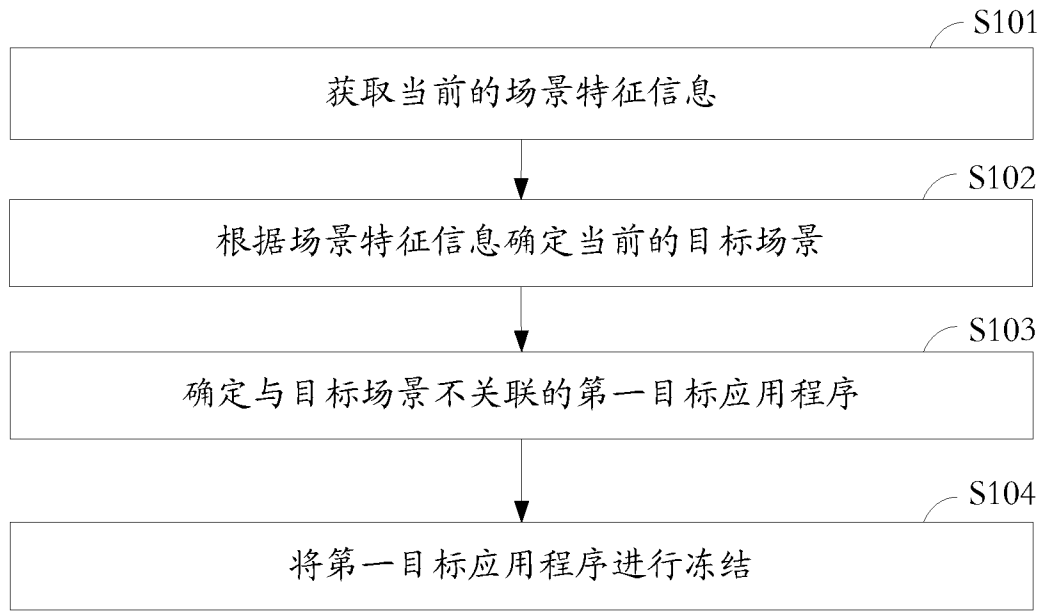 S101
获取当前的场景特征信息
S102
根据场景特征信息确定当前的目标场景
S103
确定与目标场景不关联的第一目标应用程序
S104
将第一目标应用程序进行冻结